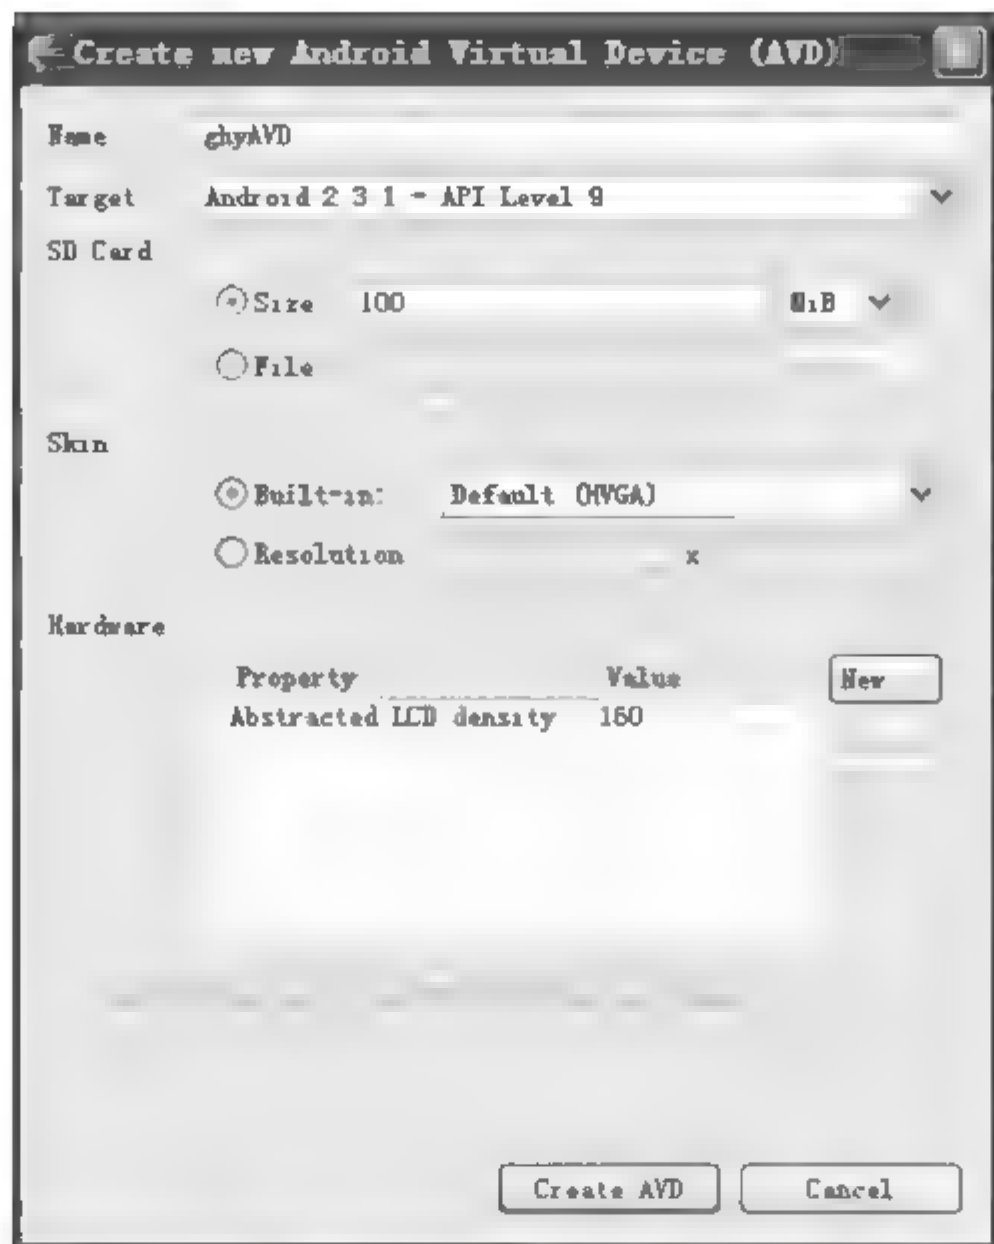 Create new Android Virtual Device (AVD)
Name ghyAVD
Target Android 2 3 1 - API Level 9
SD Card
Size 100 MiB
File
Skin
Built-in: Default (HVGA)
Resolution x
Hardware
Property Value New
Abstracted LCD density 160
Create AVD Cancel